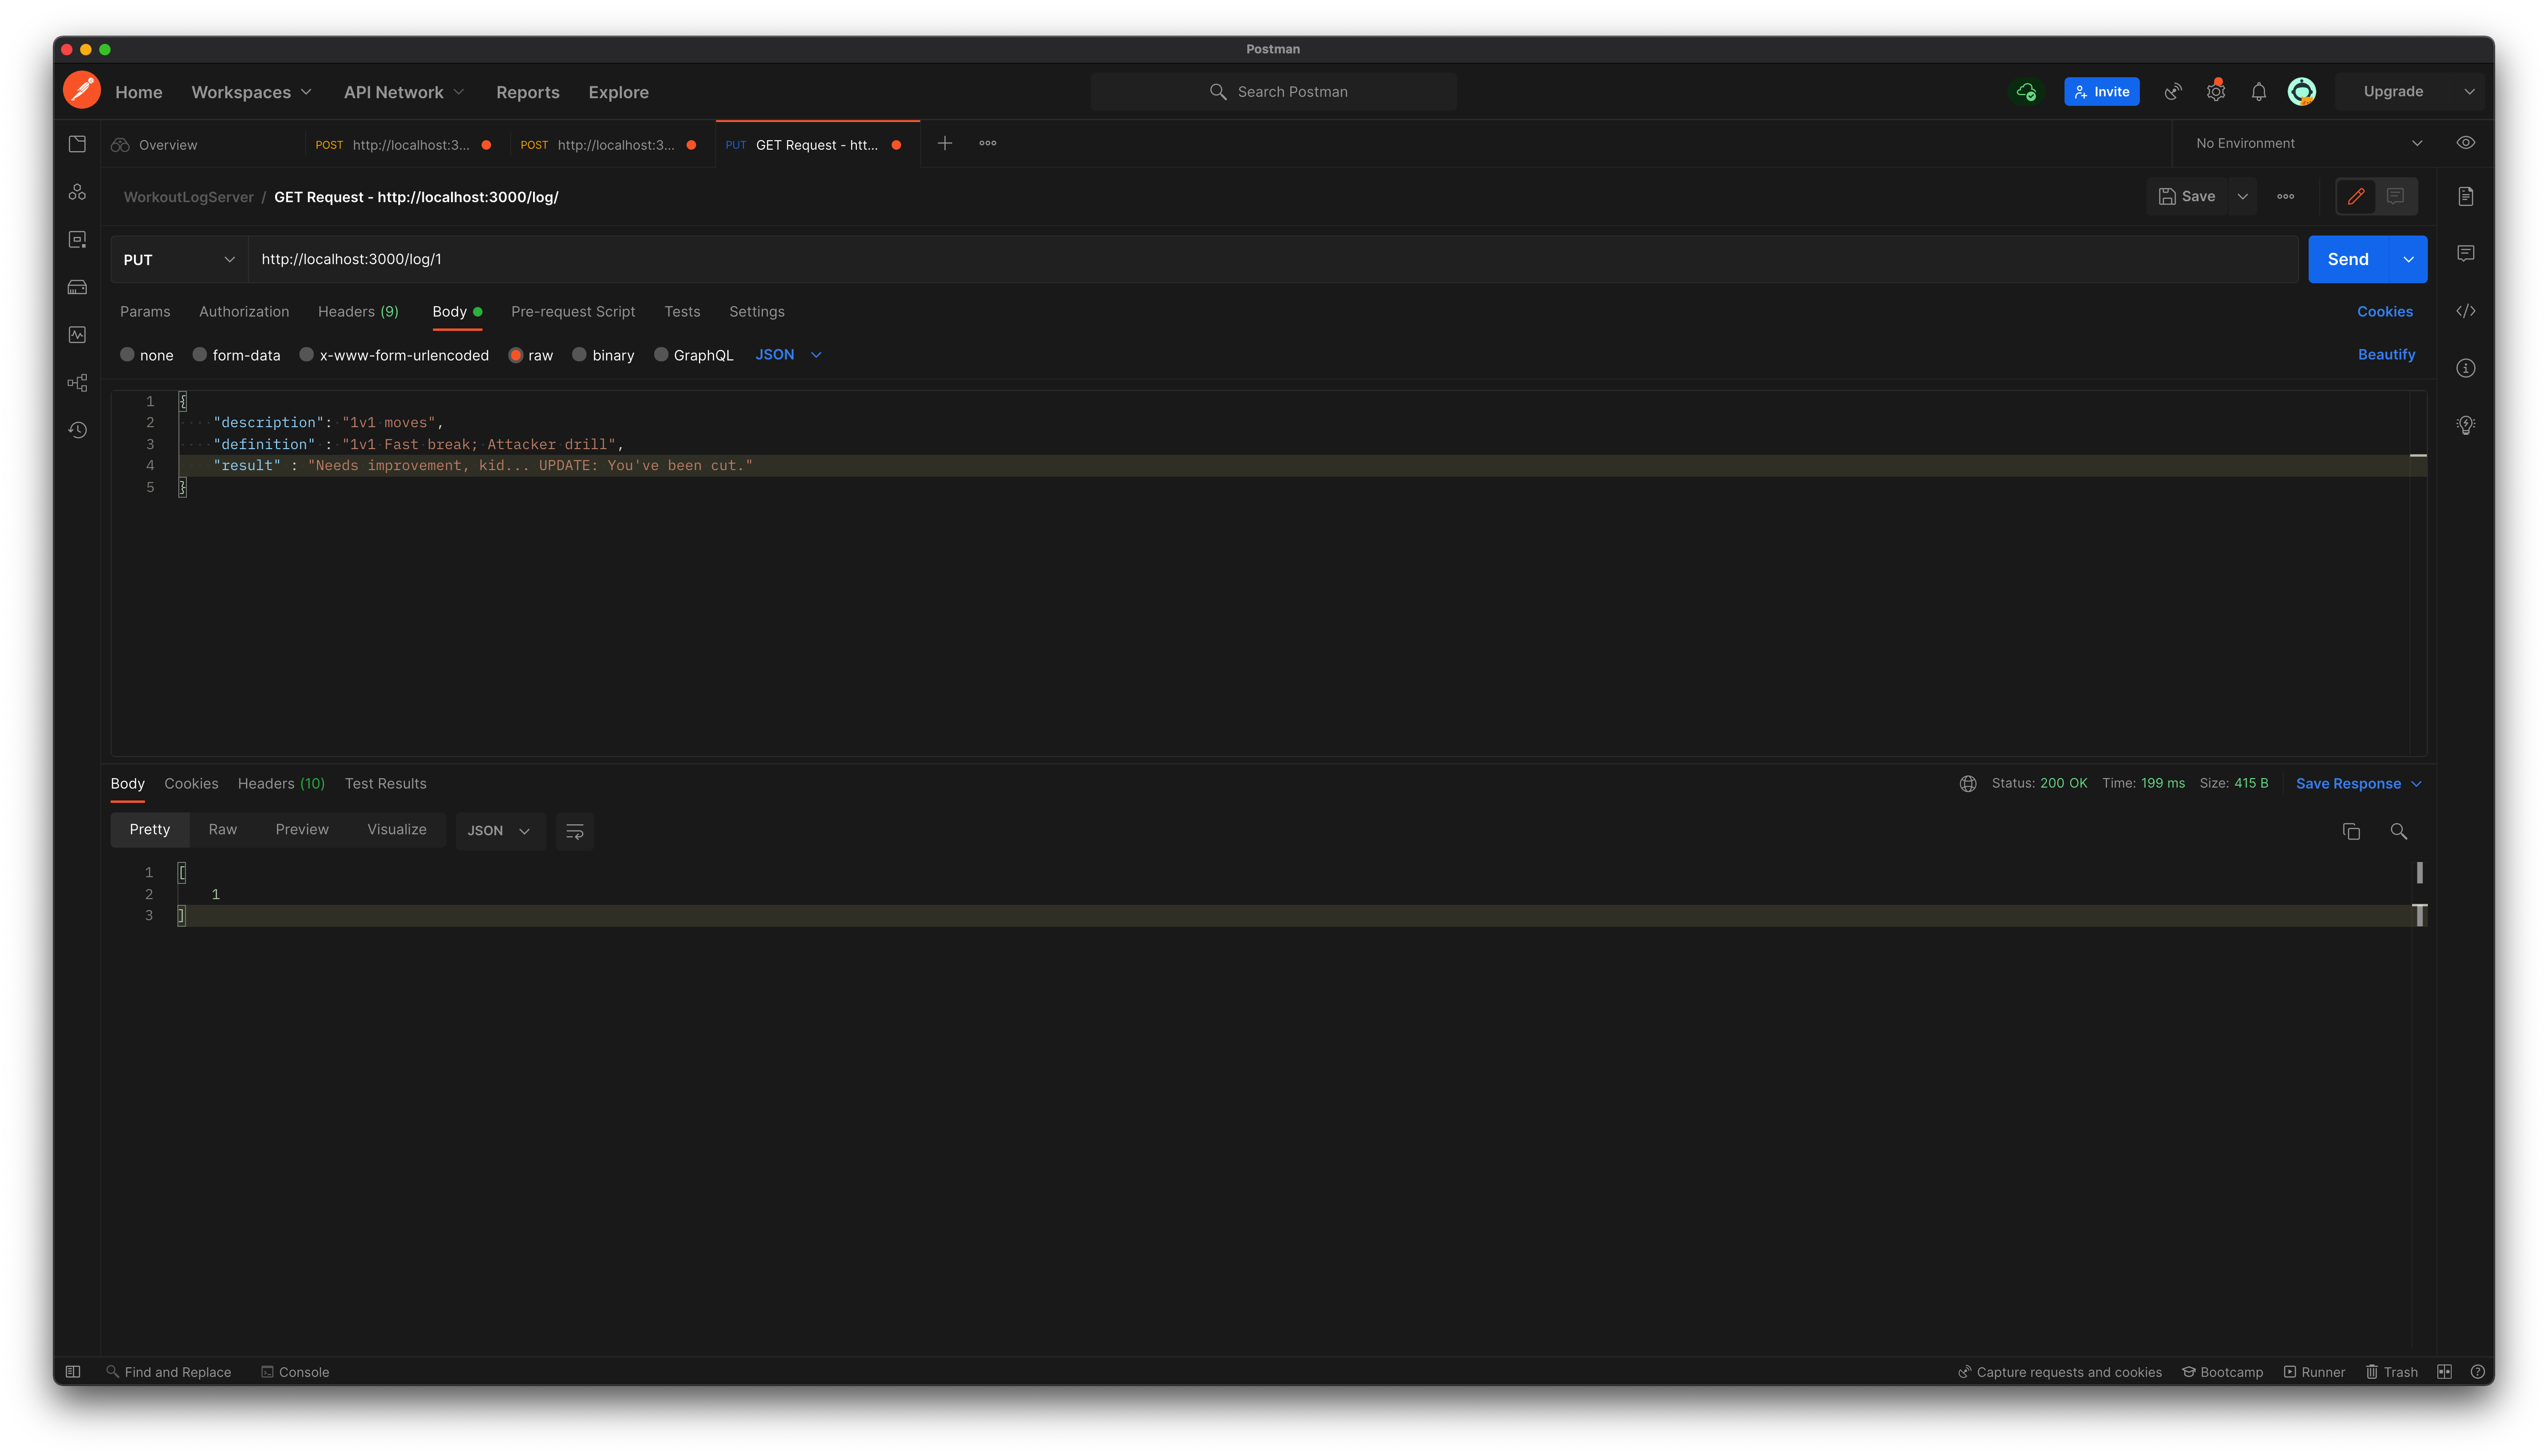 Postman
Home Workspaces API Network Reports Explore Search Postman Invite Upgrade
Overview POST http://localhost:3... POST http://localhost:3... PUT GET Request - htt... No Environment
WorkoutLogServer / GET Request - http://localhost:3000/log/ Save
PUT http://localhost:3000/log/1 Send
Params Authorization Headers (9) Body Pre-request Script Tests Settings Cookies
none form-data x-www-form-urlencoded raw binary GraphQL JSON Beautify
1 {
2 "description": "1v1 moves",
3 "definition" : "1v1 Fast break; Attacker drill",
4 "result" : "Needs improvement, kid... UPDATE: You've been cut."
5 }
Body Cookies Headers (10) Test Results Status: 200 OK Time: 199 ms Size: 415 B Save Response
Pretty Raw Preview Visualize JSON
1 [
2 1
3 ]
Find and Replace Console Capture requests and cookies Bootcamp Runner Trash